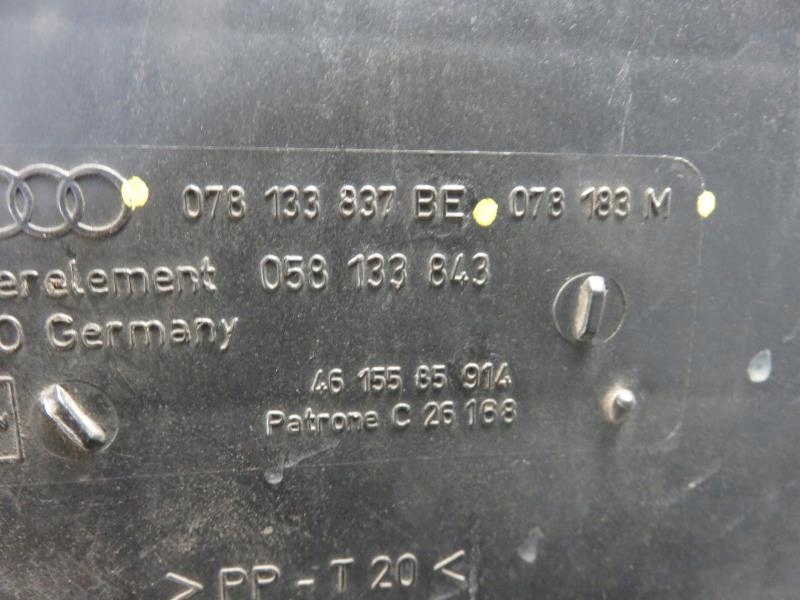 078 133 837 BE 078 183 M
erelement 058 133 843
O Germany
46 155 85 914
Patrone C 26 168
> PP - T 20 <